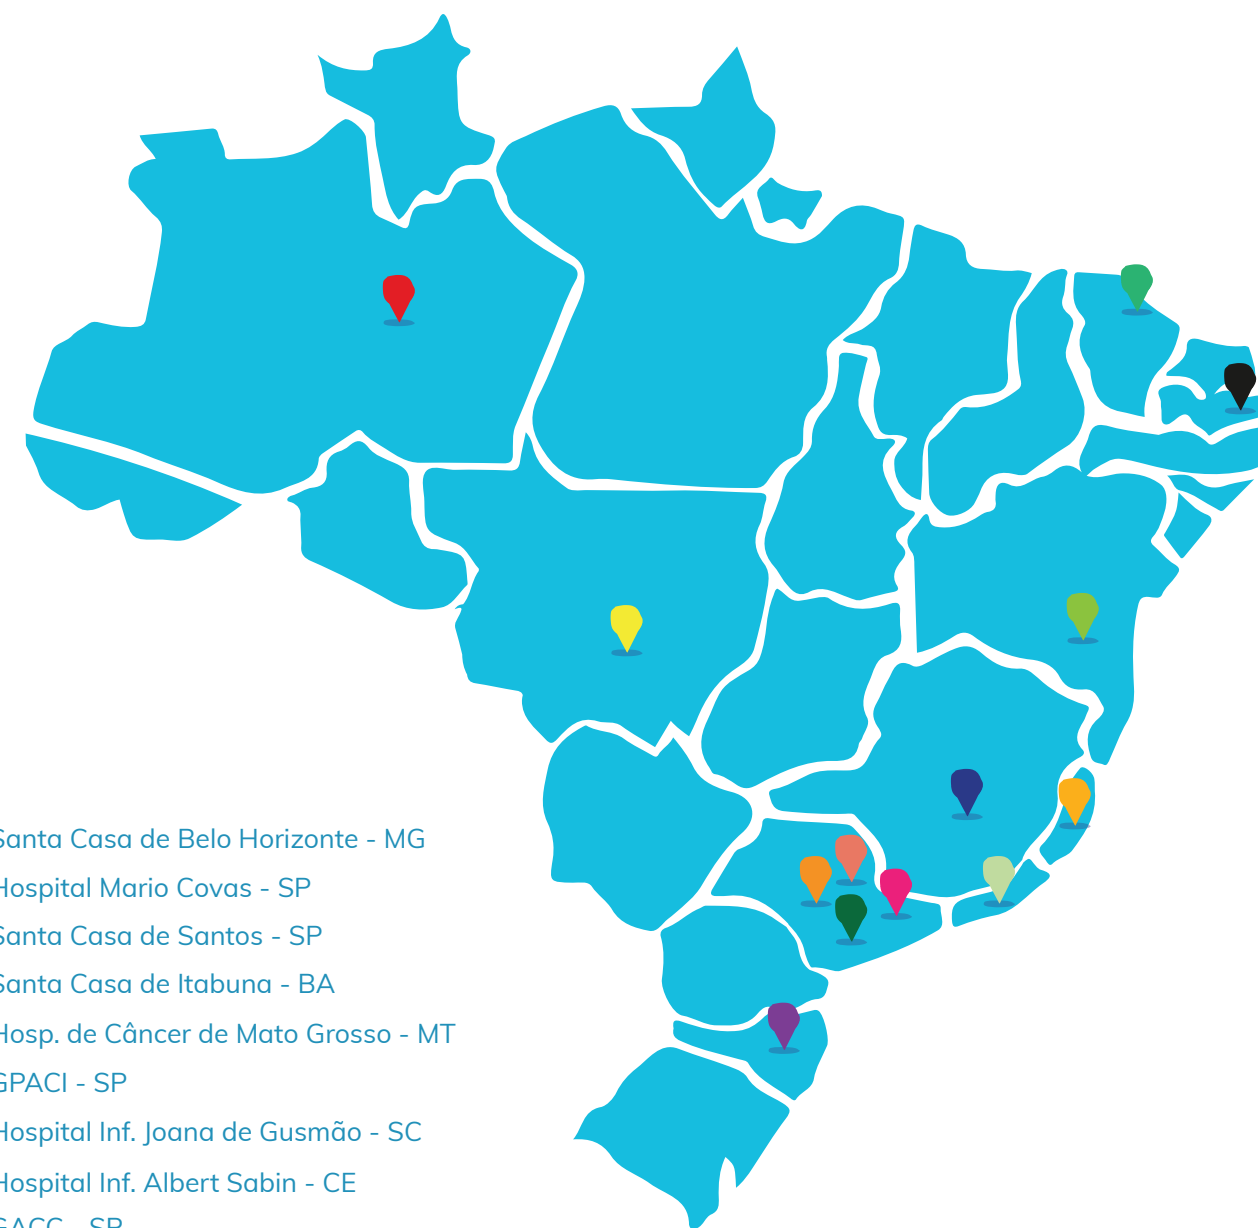 Santa Casa de Belo Horizonte - MG
Hospital Mario Covas - SP
Santa Casa de Santos - SP
Santa Casa de Itabuna - BA
Hosp. de Câncer de Mato Grosso - MT
GPACI - SP
Hospital Inf. Joana de Gusmão - SC
Hospital Inf. Albert Sabin - CE
GACC - SP